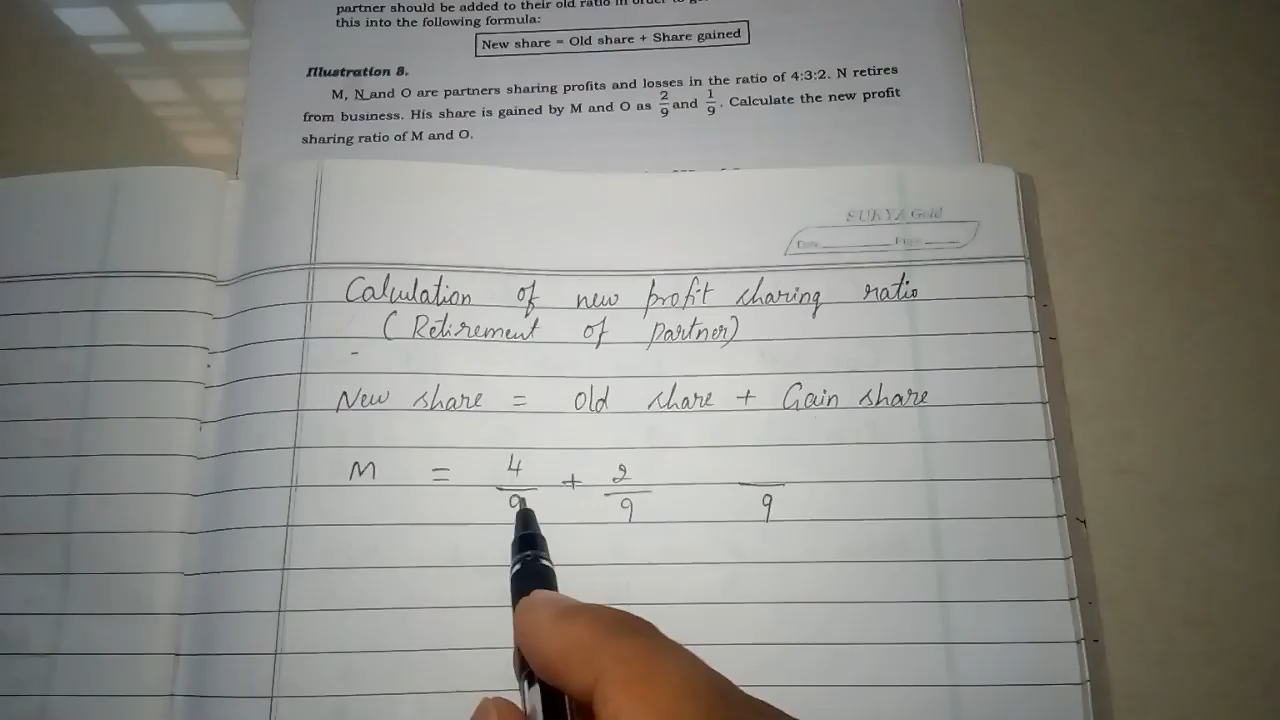 partner should be added to their old ratio in order to
this into the following formula:
New share = Old share + Share gained
Illustration 8.
M, N and O are partners sharing profits and losses in the ratio of 4:3:2. N retires
from business. His share is gained by M and O as 2/9 and 1/9. Calculate the new profit
sharing ratio of M and O.
SURYA Gold
Date Page
Calculation of new profit sharing ratio
(Retirement of partner)
New share = Old share + Gain share
M = 4/9 + 2/9 /9